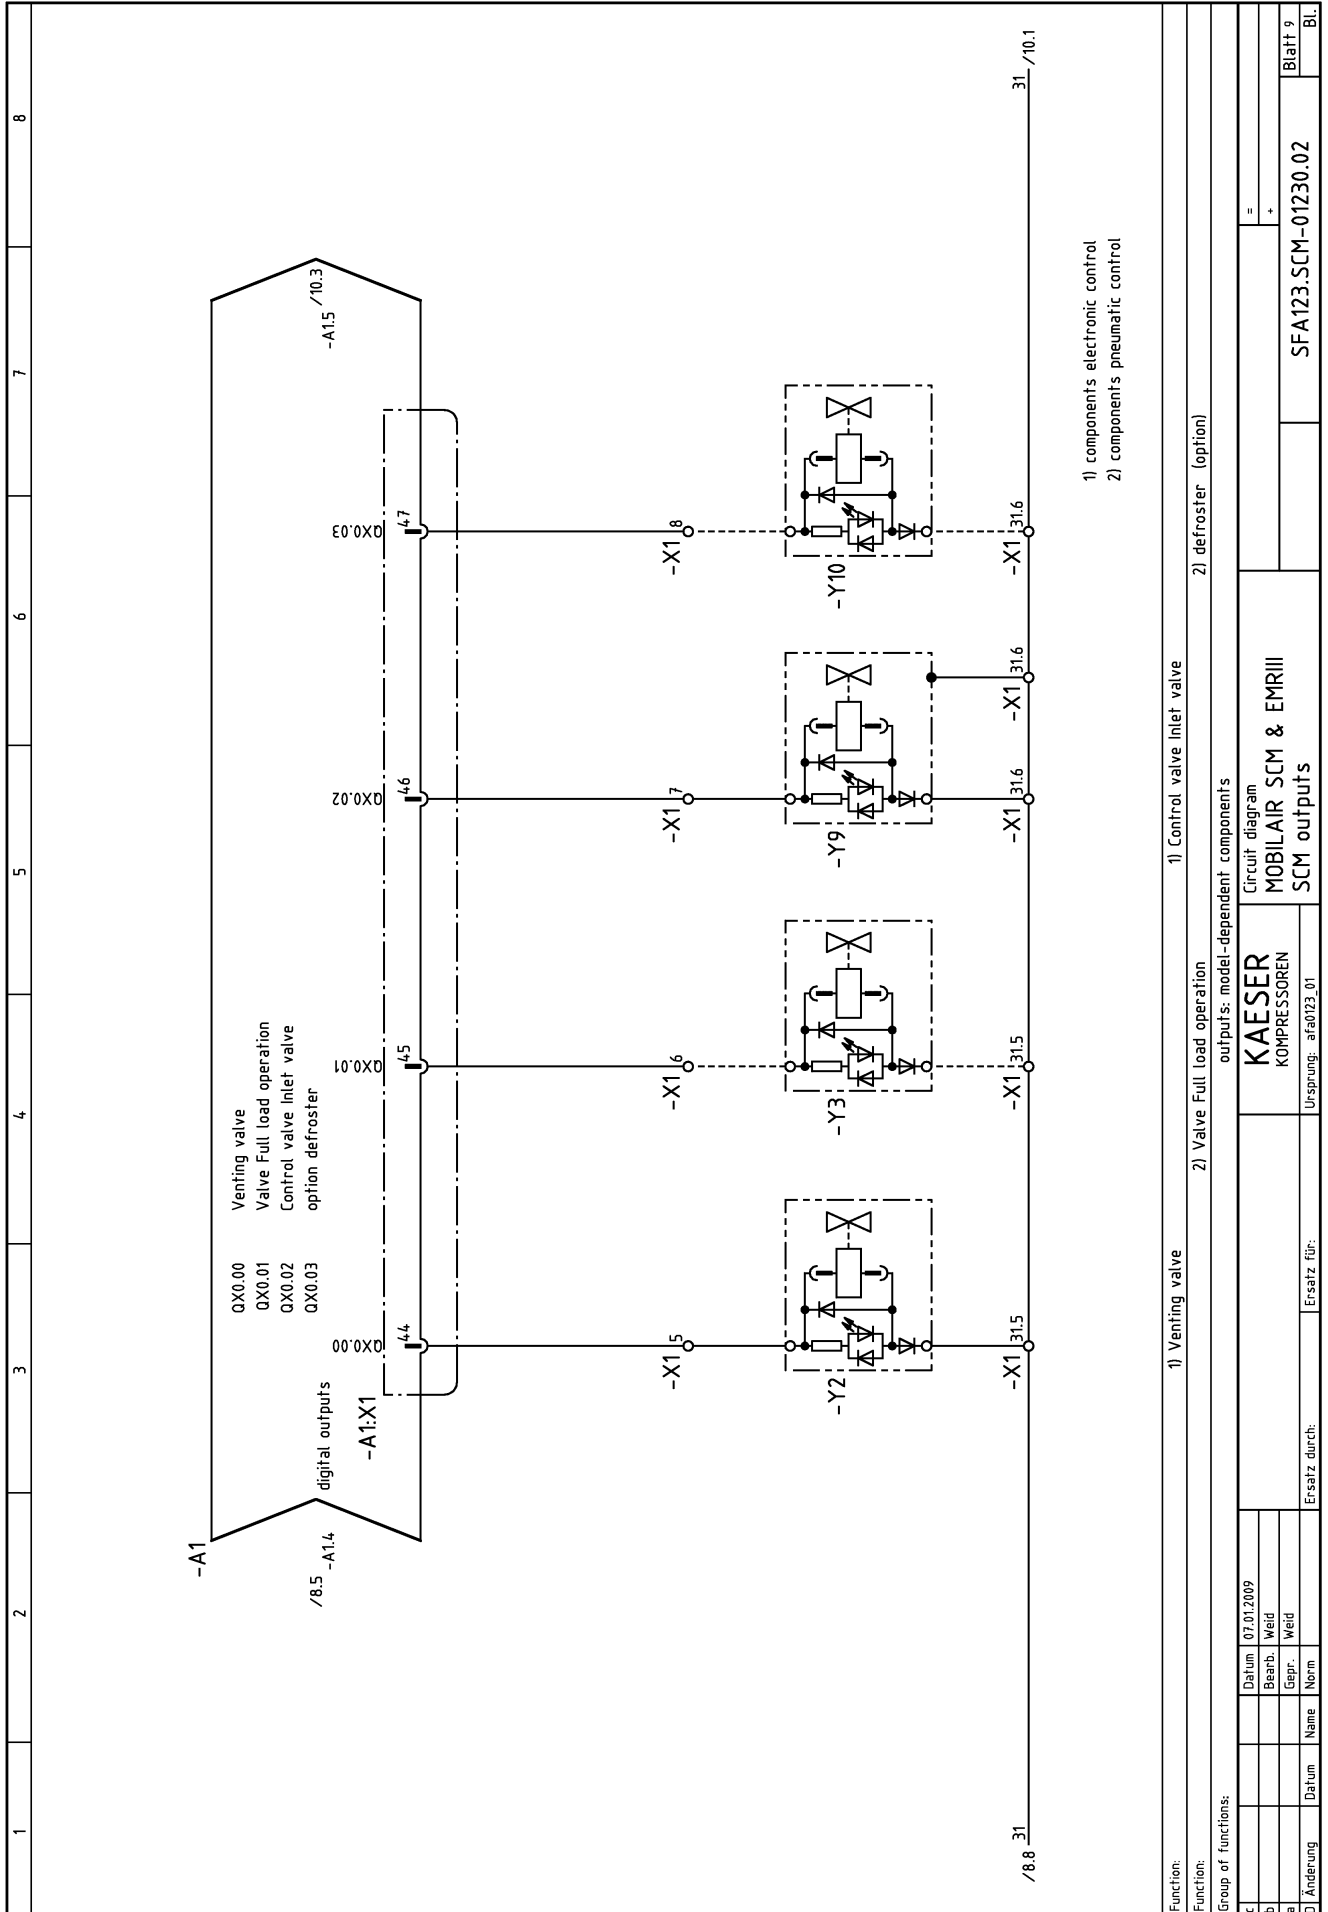 1 2 3 4 5 6 7 8
-A1
/8.5
-A1.4
digital outputs
-A1:X1
QX0.00 Venting valve
QX0.01 Valve Full load operation
QX0.02 Control valve Inlet valve
QX0.03 option defroster
-A1.5
/10.3
QX0.00 QX0.01 QX0.02 QX0.03
44 45 46 47
-X1 5 -X1 6 -X1 7 -X1 8
-Y2 -Y3 -Y9 -Y10
-X1 31.5 -X1 31.5 -X1 31.6 -X1 31.6 -X1 31.6
/8.8 31 31 /10.1
1) components electronic control
2) components pneumatic control
Function: 1) Venting valve 1) Control valve Inlet valve
Function: 2) Valve Full load operation 2) defroster (option)
Group of functions: outputs: model-dependent components
c Datum 07.01.2009 KAESER Circuit diagram =
b Bearb. Weid KOMPRESSOREN MOBILAIR SCM & EMRIII +
a Gepr. Weid SCM outputs SFA123.SCM-01230.02 Blatt 9
Änderung Datum Name Norm Ersatz durch: Ersatz für: Ursprung: afa0123_01 Bl.